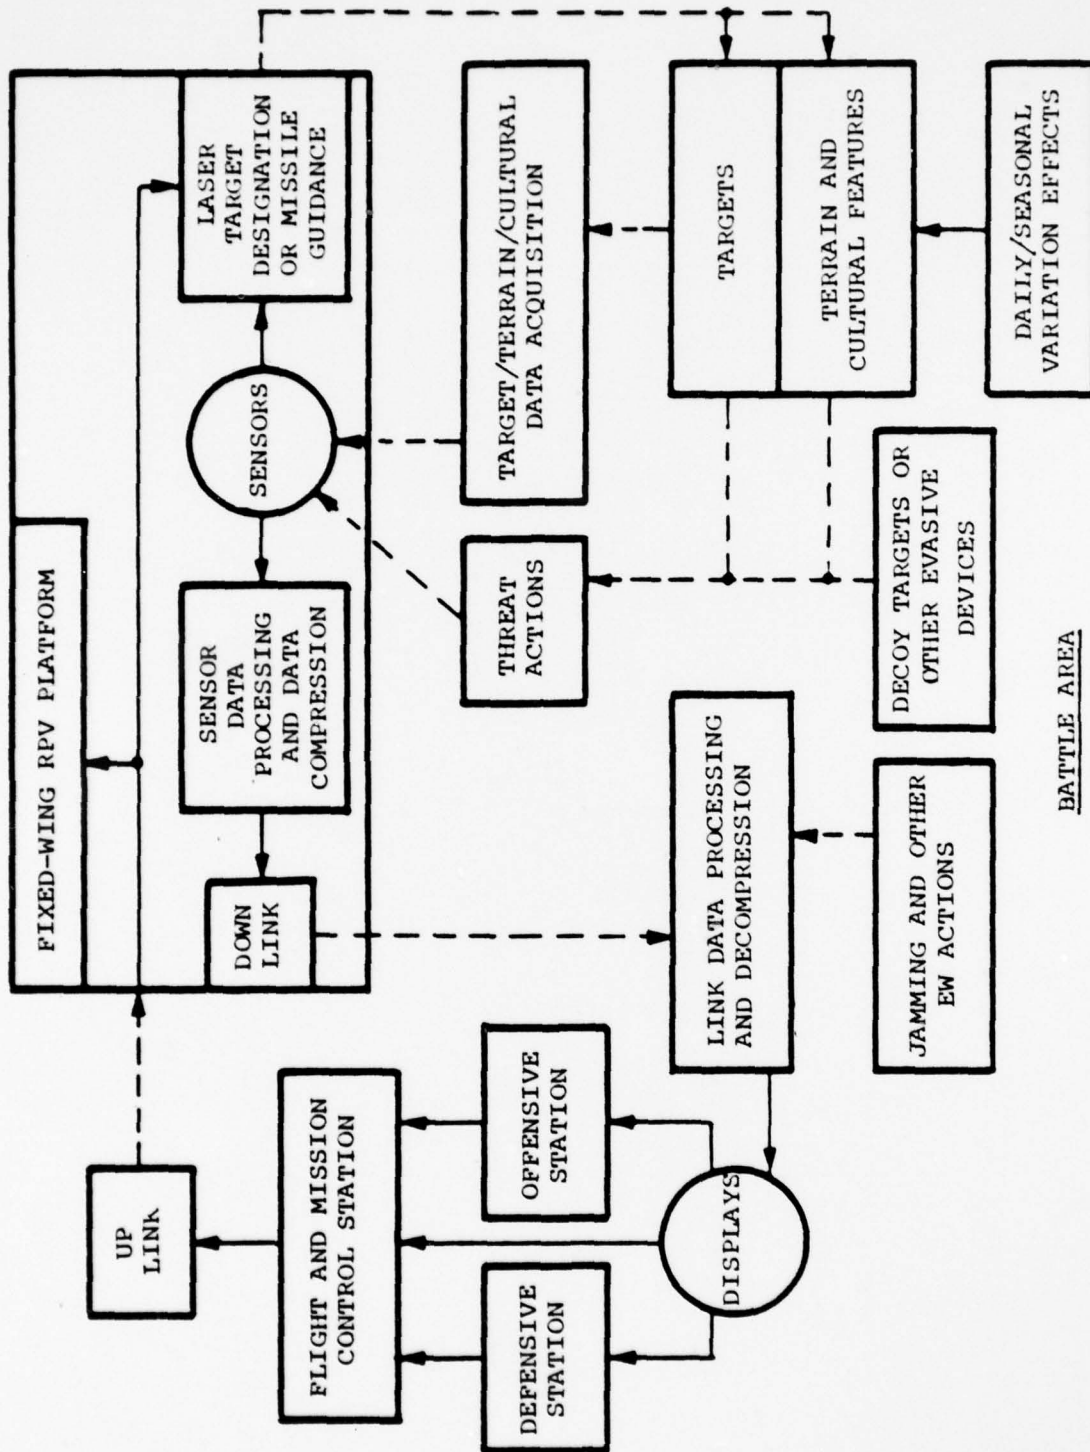 FIXED-WING RPV PLATFORM
UP
LINK
DOWN
LINK
SENSOR
DATA
PROCESSING
AND DATA
COMPRESSION
SENSORS
LASER
TARGET
DESIGNATION
OR MISSILE
GUIDANCE
FLIGHT AND MISSION
CONTROL STATION
DEFENSIVE
STATION
OFFENSIVE
STATION
THREAT
ACTIONS
TARGET/TERRAIN/CULTURAL
DATA ACQUISITION
DISPLAYS
LINK DATA PROCESSING
AND DECOMPRESSION
TARGETS
TERRAIN AND
CULTURAL FEATURES
JAMMING AND OTHER
EW ACTIONS
DECOY TARGETS OR
OTHER EVASIVE
DEVICES
DAILY/SEASONAL
VARIATION EFFECTS
BATTLE AREA